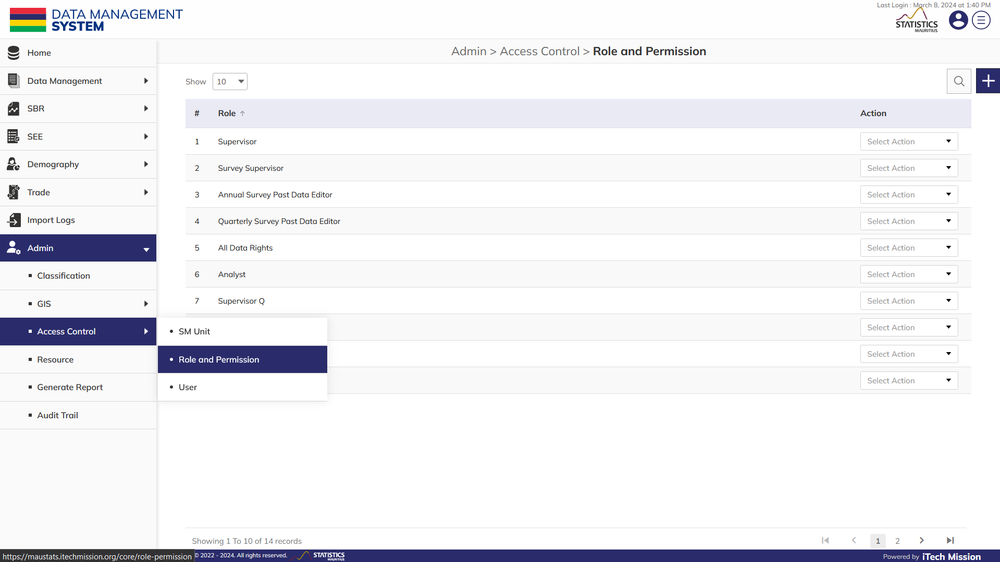 Last Login : March 8, 2024 at 1:40 PM
DATA MANAGEMENT
SYSTEM
STATISTICS
MAURITIUS
Home
Data Management
SBR
SEE
Demography
Trade
Import Logs
Admin
Classification
GIS
Access Control
Resource
Generate Report
Audit Trail
SM Unit
Role and Permission
User
Admin > Access Control > Role and Permission
Show 10
# Role ↑ Action
1 Supervisor Select Action
2 Survey Supervisor Select Action
3 Annual Survey Past Data Editor Select Action
4 Quarterly Survey Past Data Editor Select Action
5 All Data Rights Select Action
6 Analyst Select Action
7 Supervisor Q Select Action
Select Action
Select Action
Select Action
Showing 1 To 10 of 14 records 1 2
https://maustats.itechmission.org/core/role-permission
© 2022 - 2024. All rights reserved. STATISTICS
MAURITIUS
Powered by iTech Mission